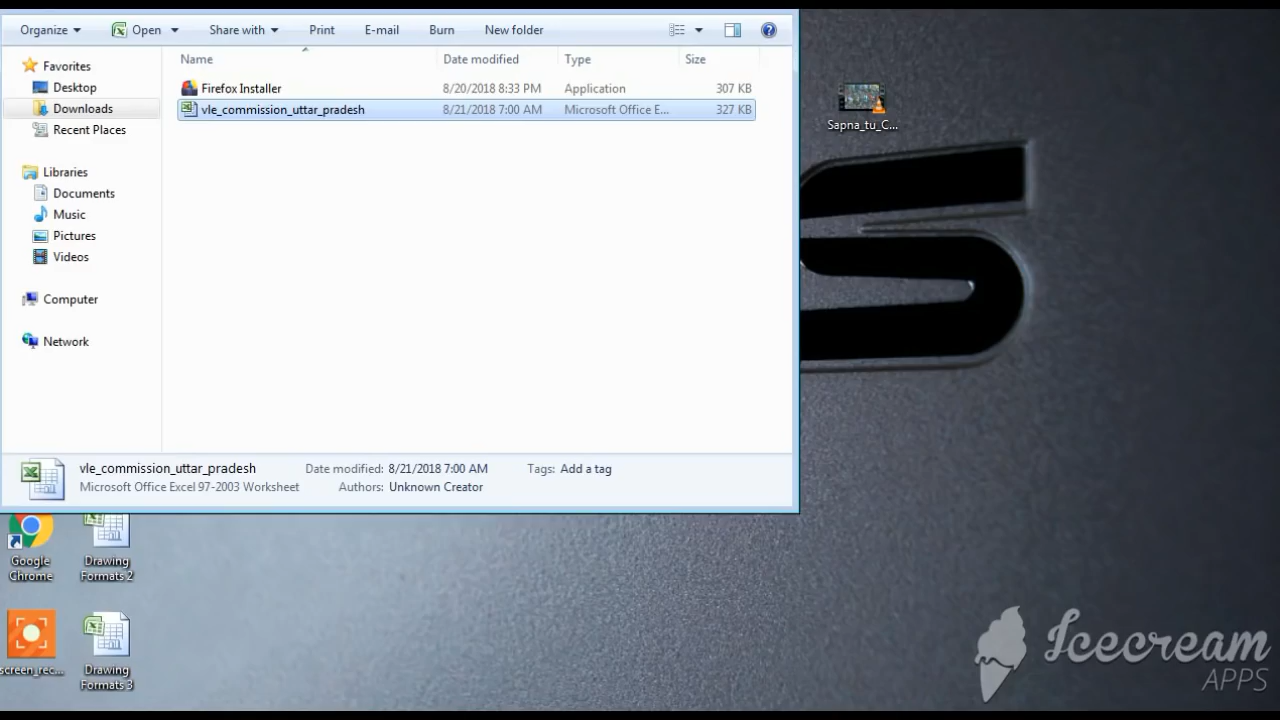 Organize Open Share with Print E-mail Burn New folder
Name Date modified Type Size
Favorites
Desktop
Downloads
Recent Places
Libraries
Documents
Music
Pictures
Videos
Computer
Network
Firefox Installer 8/20/2018 8:33 PM Application 307 KB
vle_commission_uttar_pradesh 8/21/2018 7:00 AM Microsoft Office E... 327 KB
Sapna_tu_C...
vle_commission_uttar_pradesh Date modified: 8/21/2018 7:00 AM Tags: Add a tag
Microsoft Office Excel 97-2003 Worksheet Authors: Unknown Creator
Google
Chrome
Drawing
Formats 2
screen_rec...
Drawing
Formats 3
Icecream
APPS